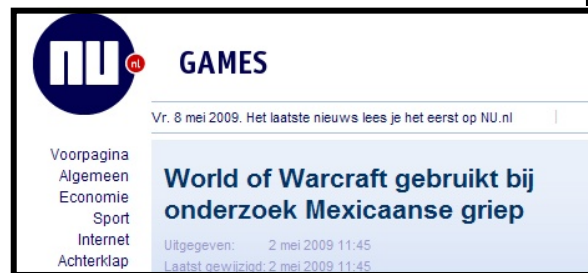 NU
nl
GAMES
Vr. 8 mei 2009. Het laatste nieuws lees je het eerst op NU.nl
Voorpagina
Algemeen
Economie
Sport
Internet
Achterklap
World of Warcraft gebruikt bij
onderzoek Mexicaanse griep
Uitgegeven: 2 mei 2009 11:45
Laatst gewijzigd: 2 mei 2009 11:45